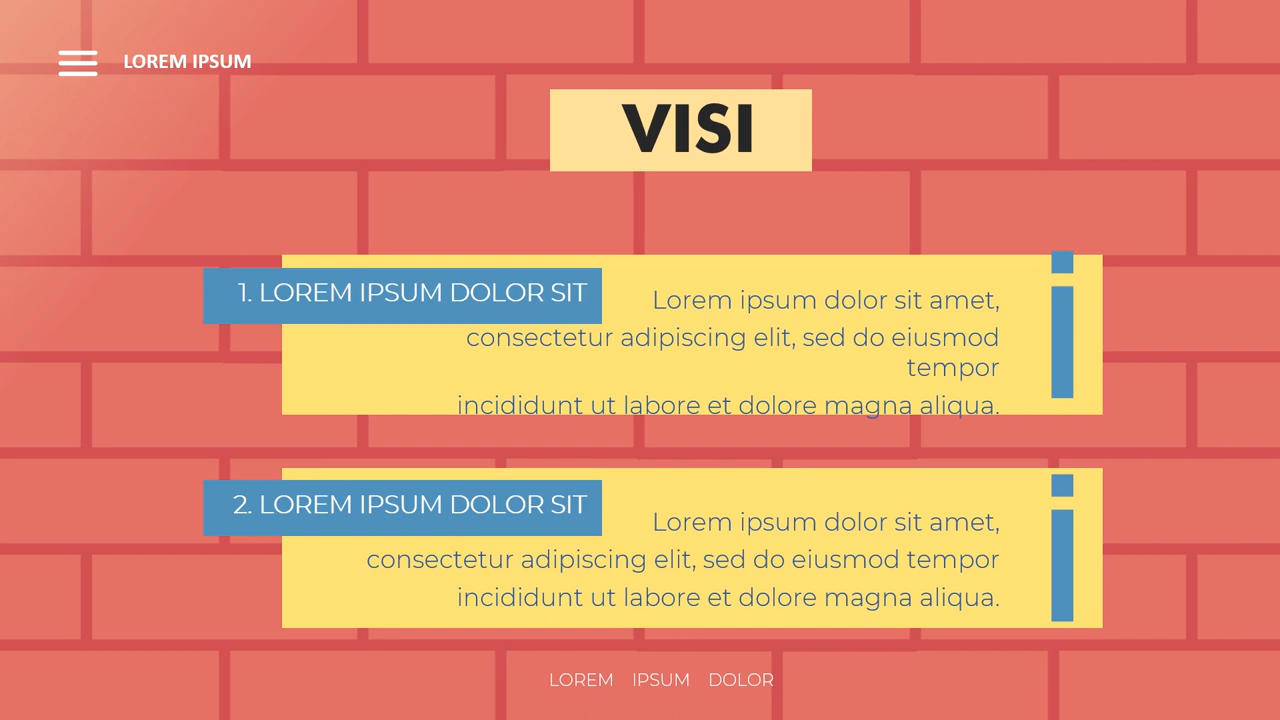 LOREM IPSUM
VISI
1. LOREM IPSUM DOLOR SIT
Lorem ipsum dolor sit amet,
consectetur adipiscing elit, sed do eiusmod
tempor
incididunt ut labore et dolore magna aliqua.
2. LOREM IPSUM DOLOR SIT
Lorem ipsum dolor sit amet,
consectetur adipiscing elit, sed do eiusmod tempor
incididunt ut labore et dolore magna aliqua.
LOREM IPSUM DOLOR